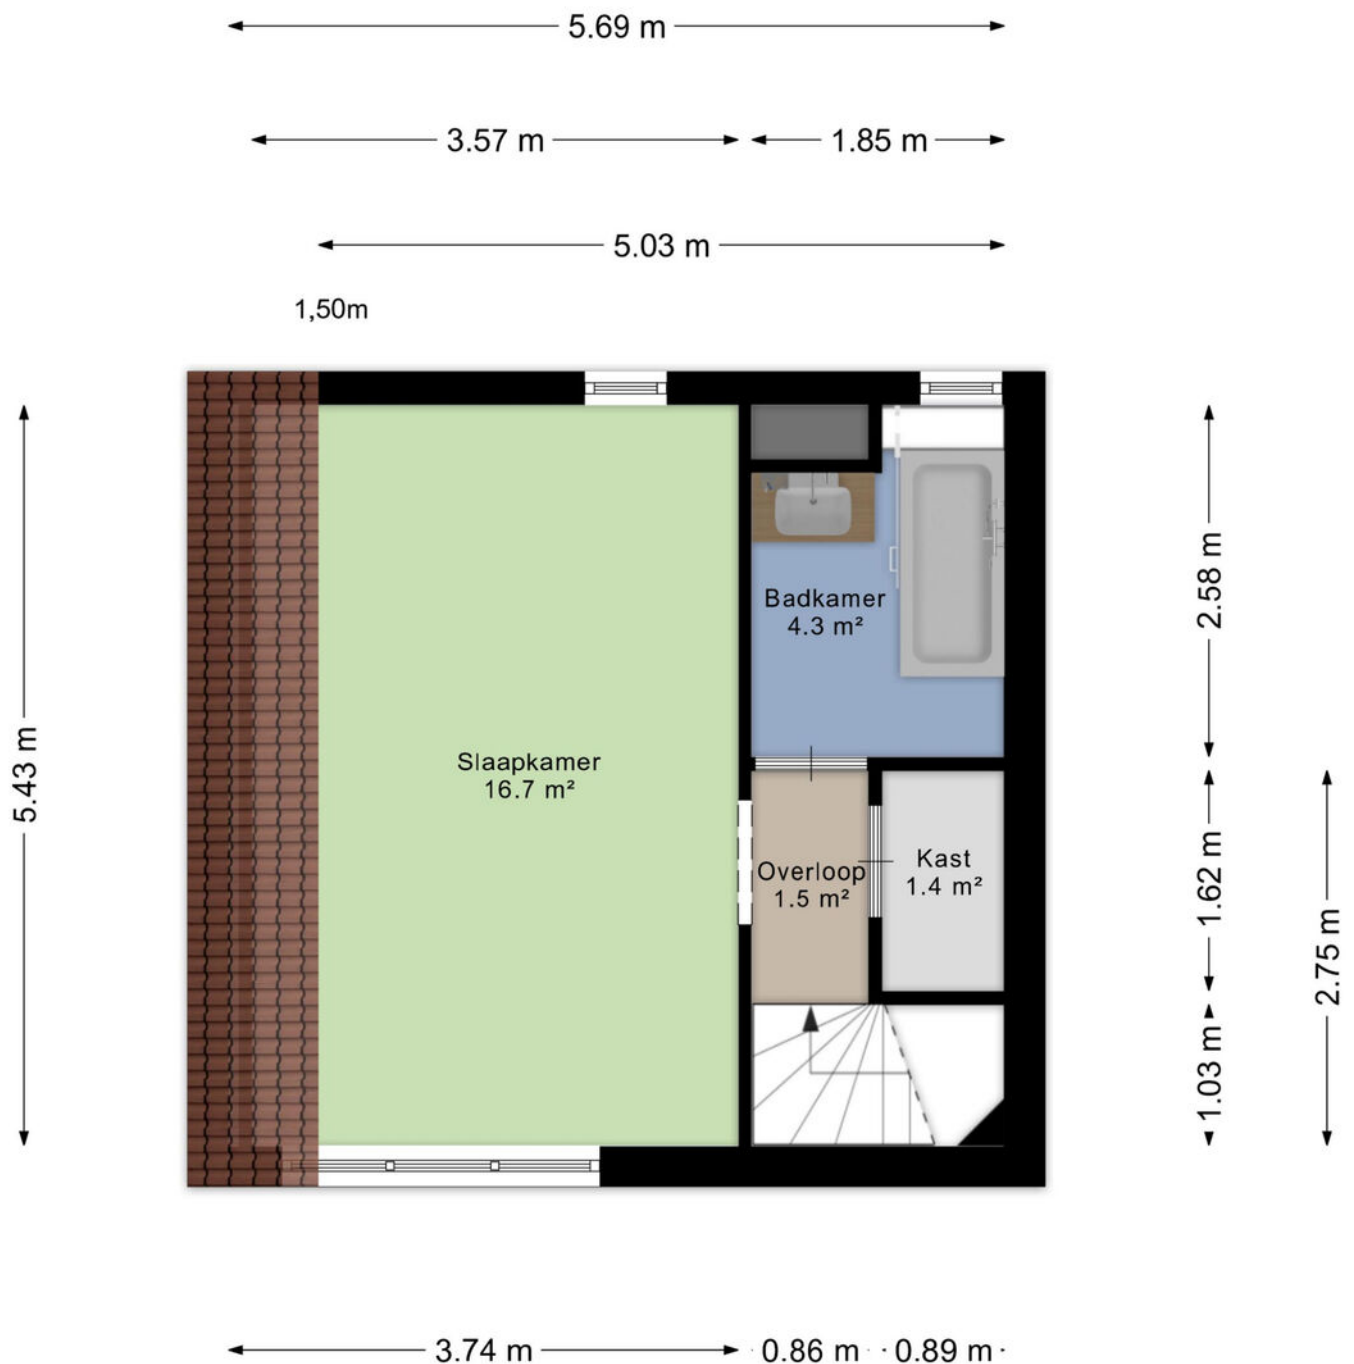 5.69 m
3.57 m
1.85 m
5.03 m
1,50m
Badkamer
4.3 m²
2.58 m
Slaapkamer
16.7 m²
5.43 m
Overloop
1.5 m²
Kast
1.4 m²
1.62 m
2.75 m
1.03 m
3.74 m
0.86 m
0.89 m